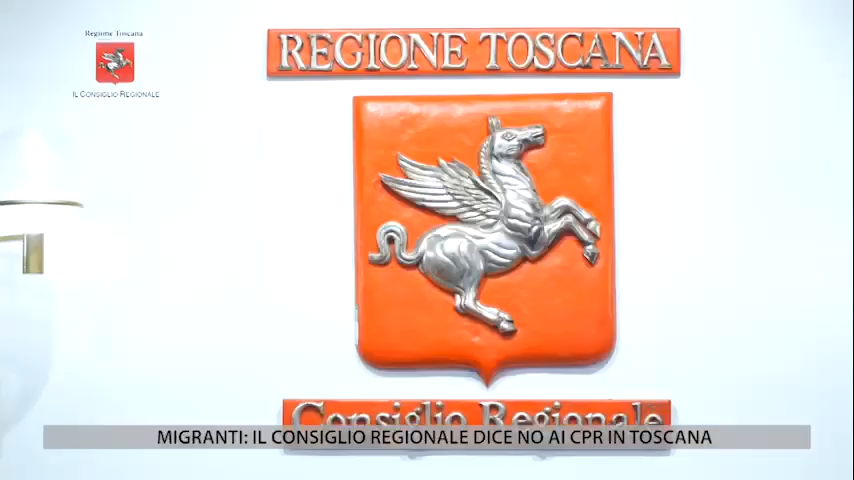 Regione Toscana
IL CONSIGLIO REGIONALE
REGIONE TOSCANA
Consiglio Regionale
MIGRANTI: IL CONSIGLIO REGIONALE DICE NO AI CPR IN TOSCANA